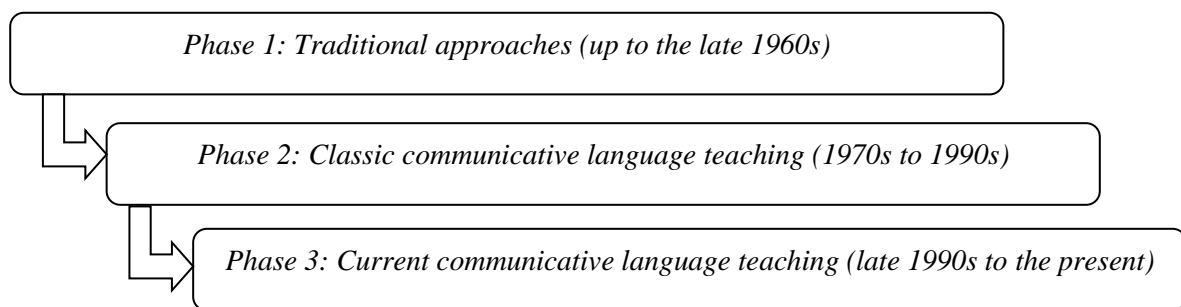 Phase 1: Traditional approaches (up to the late 1960s)
Phase 2: Classic communicative language teaching (1970s to 1990s)
Phase 3: Current communicative language teaching (late 1990s to the present)